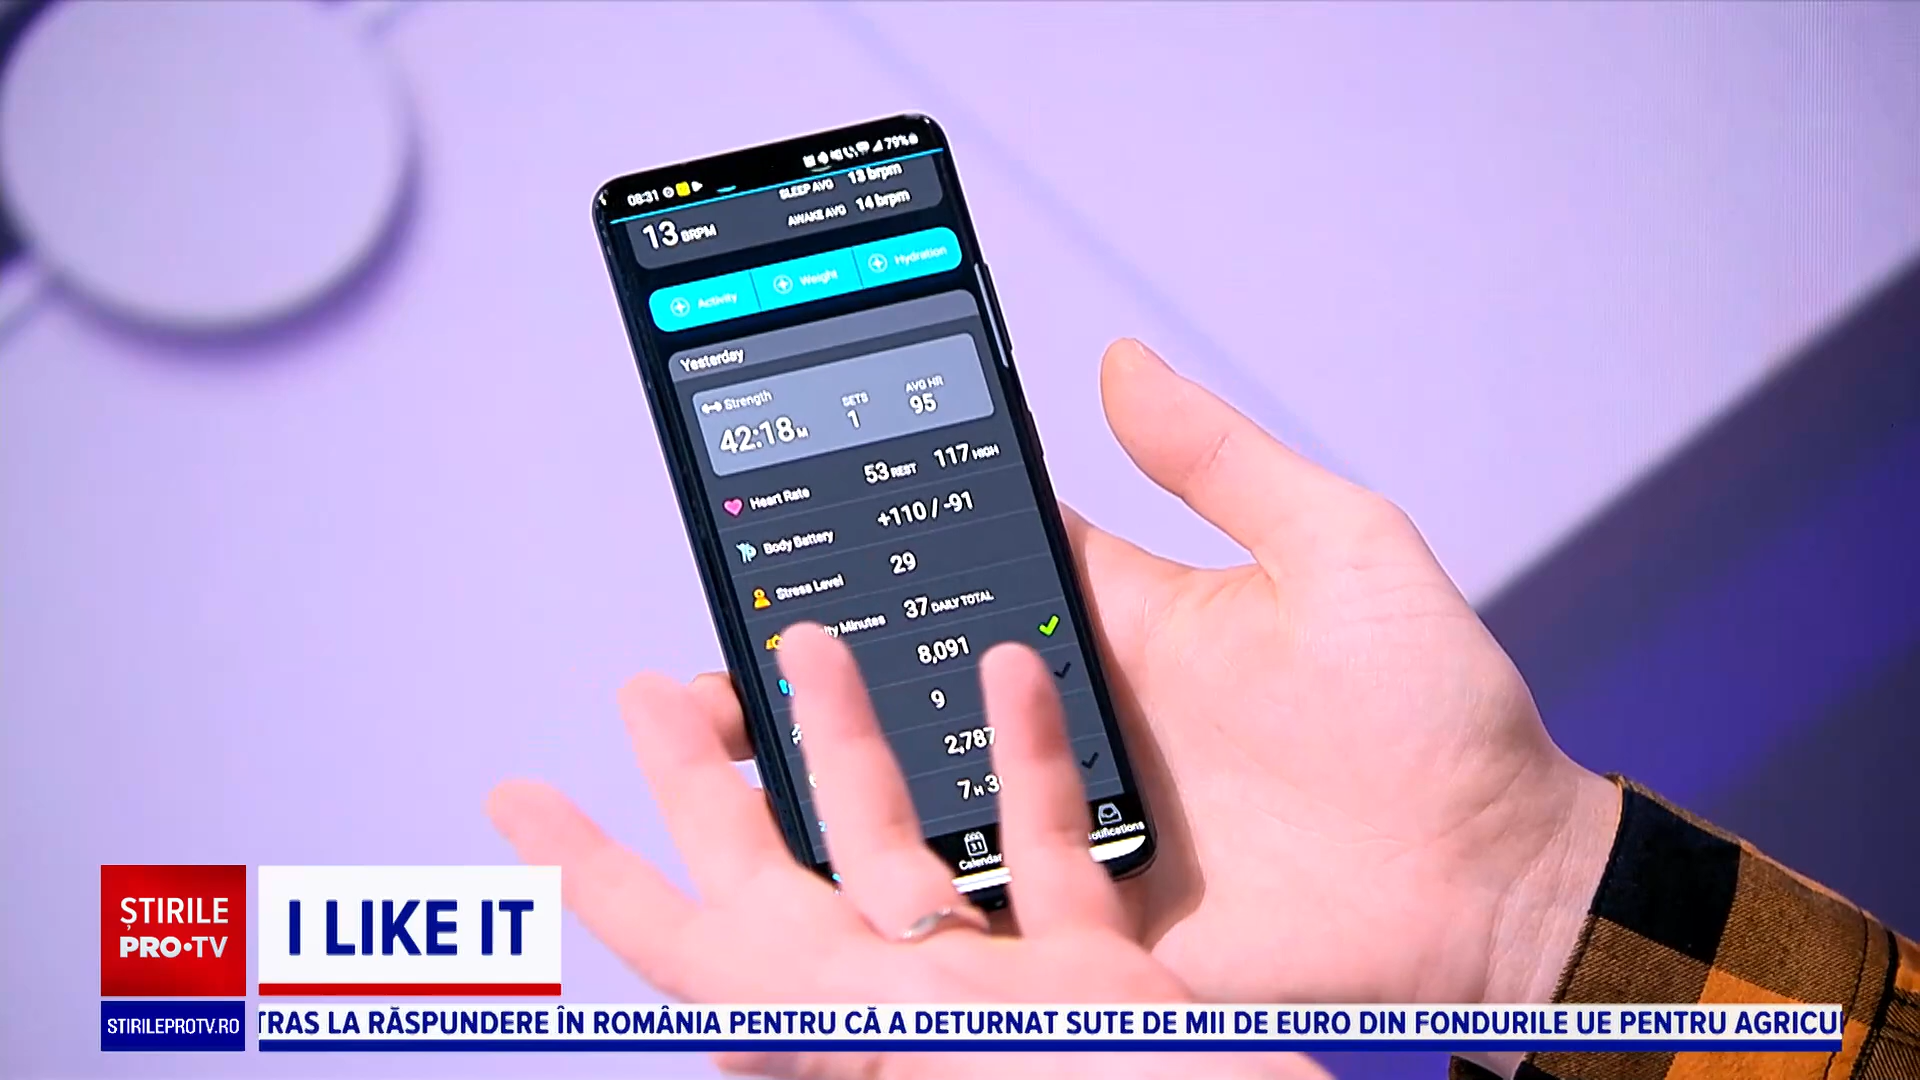 08:31
79%
SLEEP AVG 13 brpm
13 BRPM
AWAKE AVG 14 brpm
Activity Weight Hydration
Yesterday
Strength SETS AVG HR
42:18 M 1 95
Heart Rate 53 REST 117 HIGH
Body Battery +110 / -91
Stress Level 29
Minutes 37 DAILY TOTAL
8,091
9
2,787
7 H
Calendar
ȘTIRILE
PRO•TV
I LIKE IT
STIRILEPROTV.RO
TRAS LA RĂSPUNDERE ÎN ROMÂNIA PENTRU CĂ A DETURNAT SUTE DE MII DE EURO DIN FONDURILE UE PENTRU AGRICU